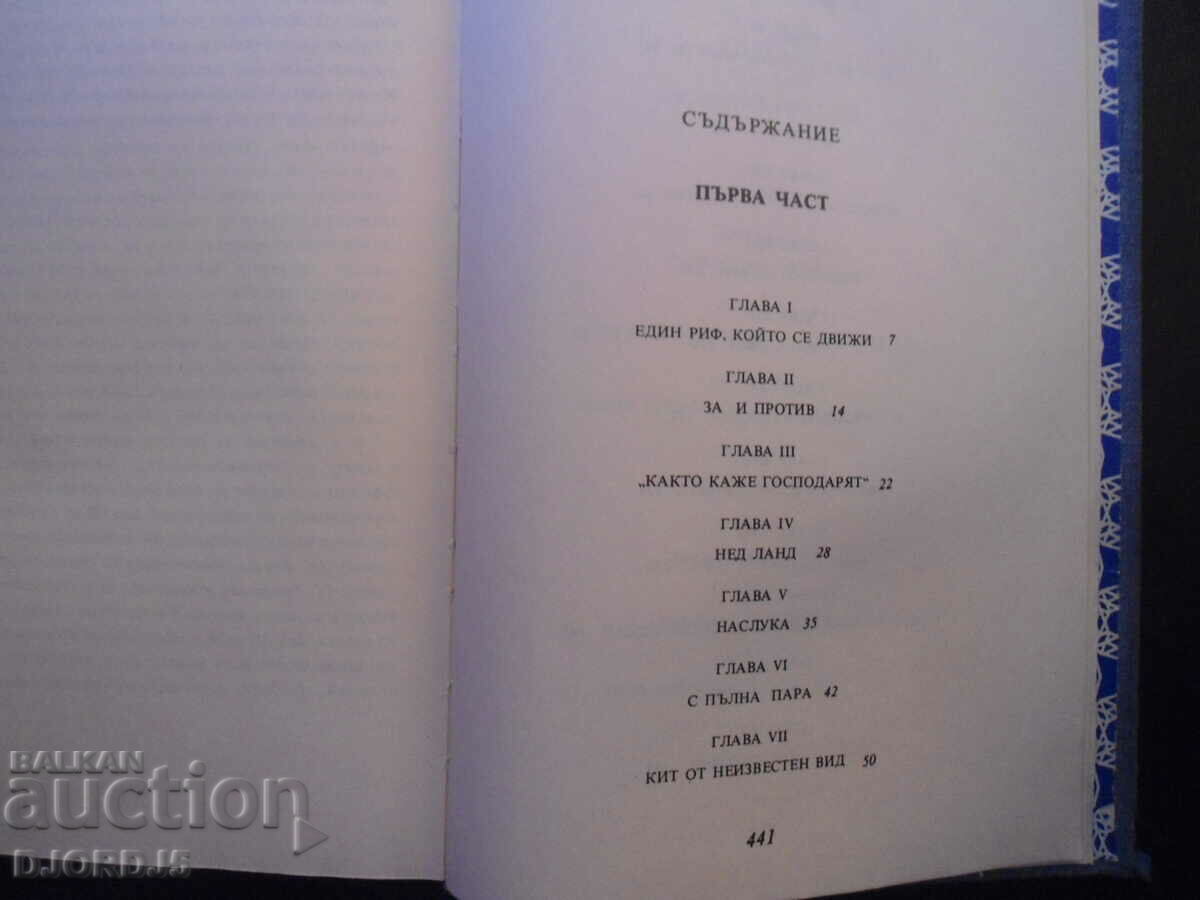 СЪДЪРЖАНИЕ
ПЪРВА ЧАСТ
ГЛАВА I
ЕДИН РИФ, КОЙТО СЕ ДВИЖИ 7
ГЛАВА II
ЗА И ПРОТИВ 14
ГЛАВА III
„КАКТО КАЖЕ ГОСПОДАРЯТ“ 22
ГЛАВА IV
НЕД ЛАНД 28
ГЛАВА V
НАСЛУКА 35
ГЛАВА VI
С ПЪЛНА ПАРА 42
ГЛАВА VII
КИТ ОТ НЕИЗВЕСТЕН ВИД 50
441
BALKAN
auction
DJORDJ5